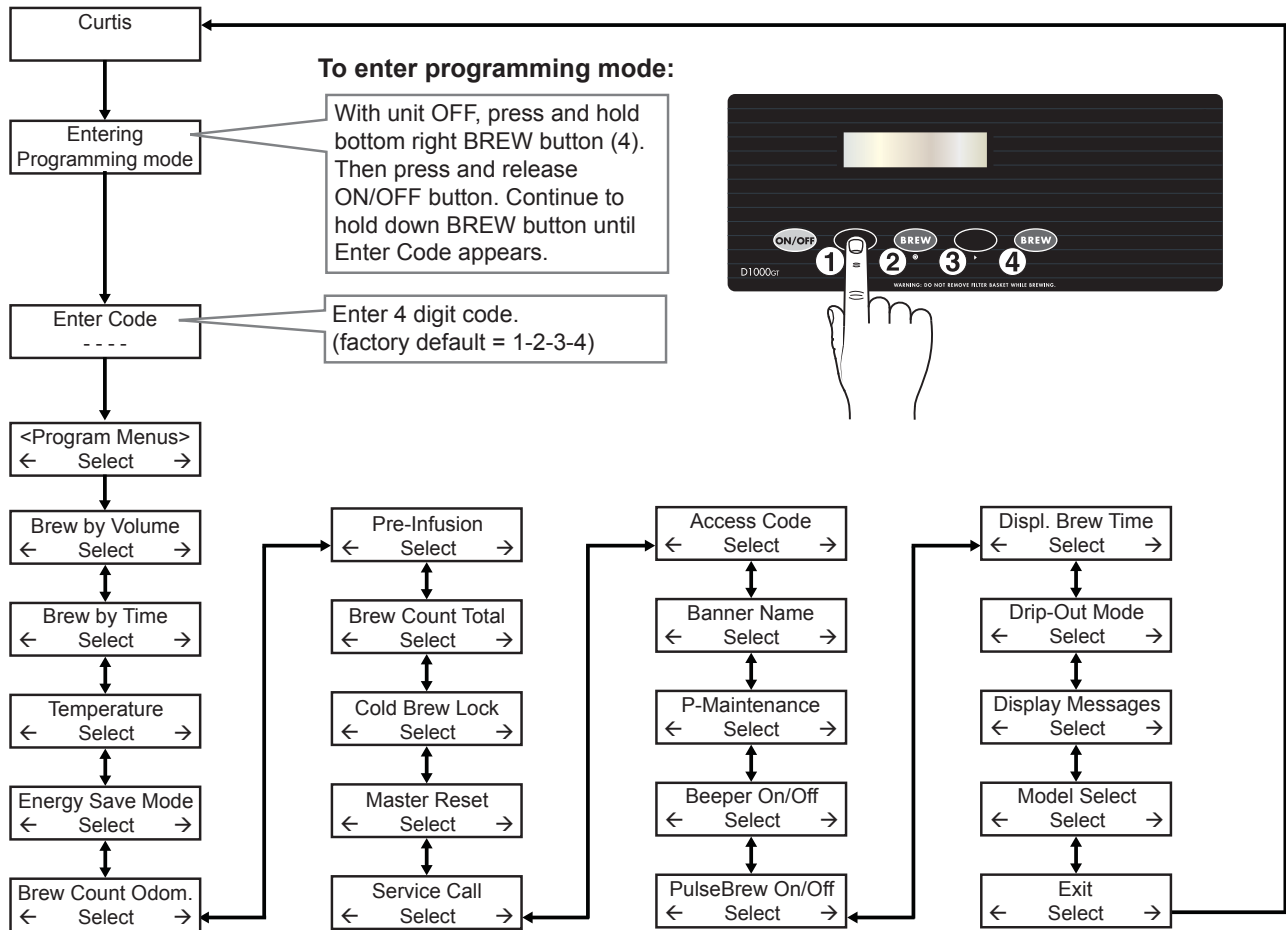 Curtis
To enter programming mode:
Entering
Programming mode
With unit OFF, press and hold
bottom right BREW button (4).
Then press and release
ON/OFF button. Continue to
hold down BREW button until
Enter Code appears.
ON/OFF
BREW
BREW
1 2 3 4
D1000GT
WARNING: DO NOT REMOVE FILTER BASKET WHILE BREWING.
Enter Code
- - - -
Enter 4 digit code.
(factory default = 1-2-3-4)
<Program Menus>
← Select →
Brew by Volume
← Select →
Brew by Time
← Select →
Temperature
← Select →
Energy Save Mode
← Select →
Brew Count Odom.
← Select →
Pre-Infusion
← Select →
Brew Count Total
← Select →
Cold Brew Lock
← Select →
Master Reset
← Select →
Service Call
← Select →
Access Code
← Select →
Banner Name
← Select →
P-Maintenance
← Select →
Beeper On/Off
← Select →
PulseBrew On/Off
← Select →
Displ. Brew Time
← Select →
Drip-Out Mode
← Select →
Display Messages
← Select →
Model Select
← Select →
Exit
← Select →